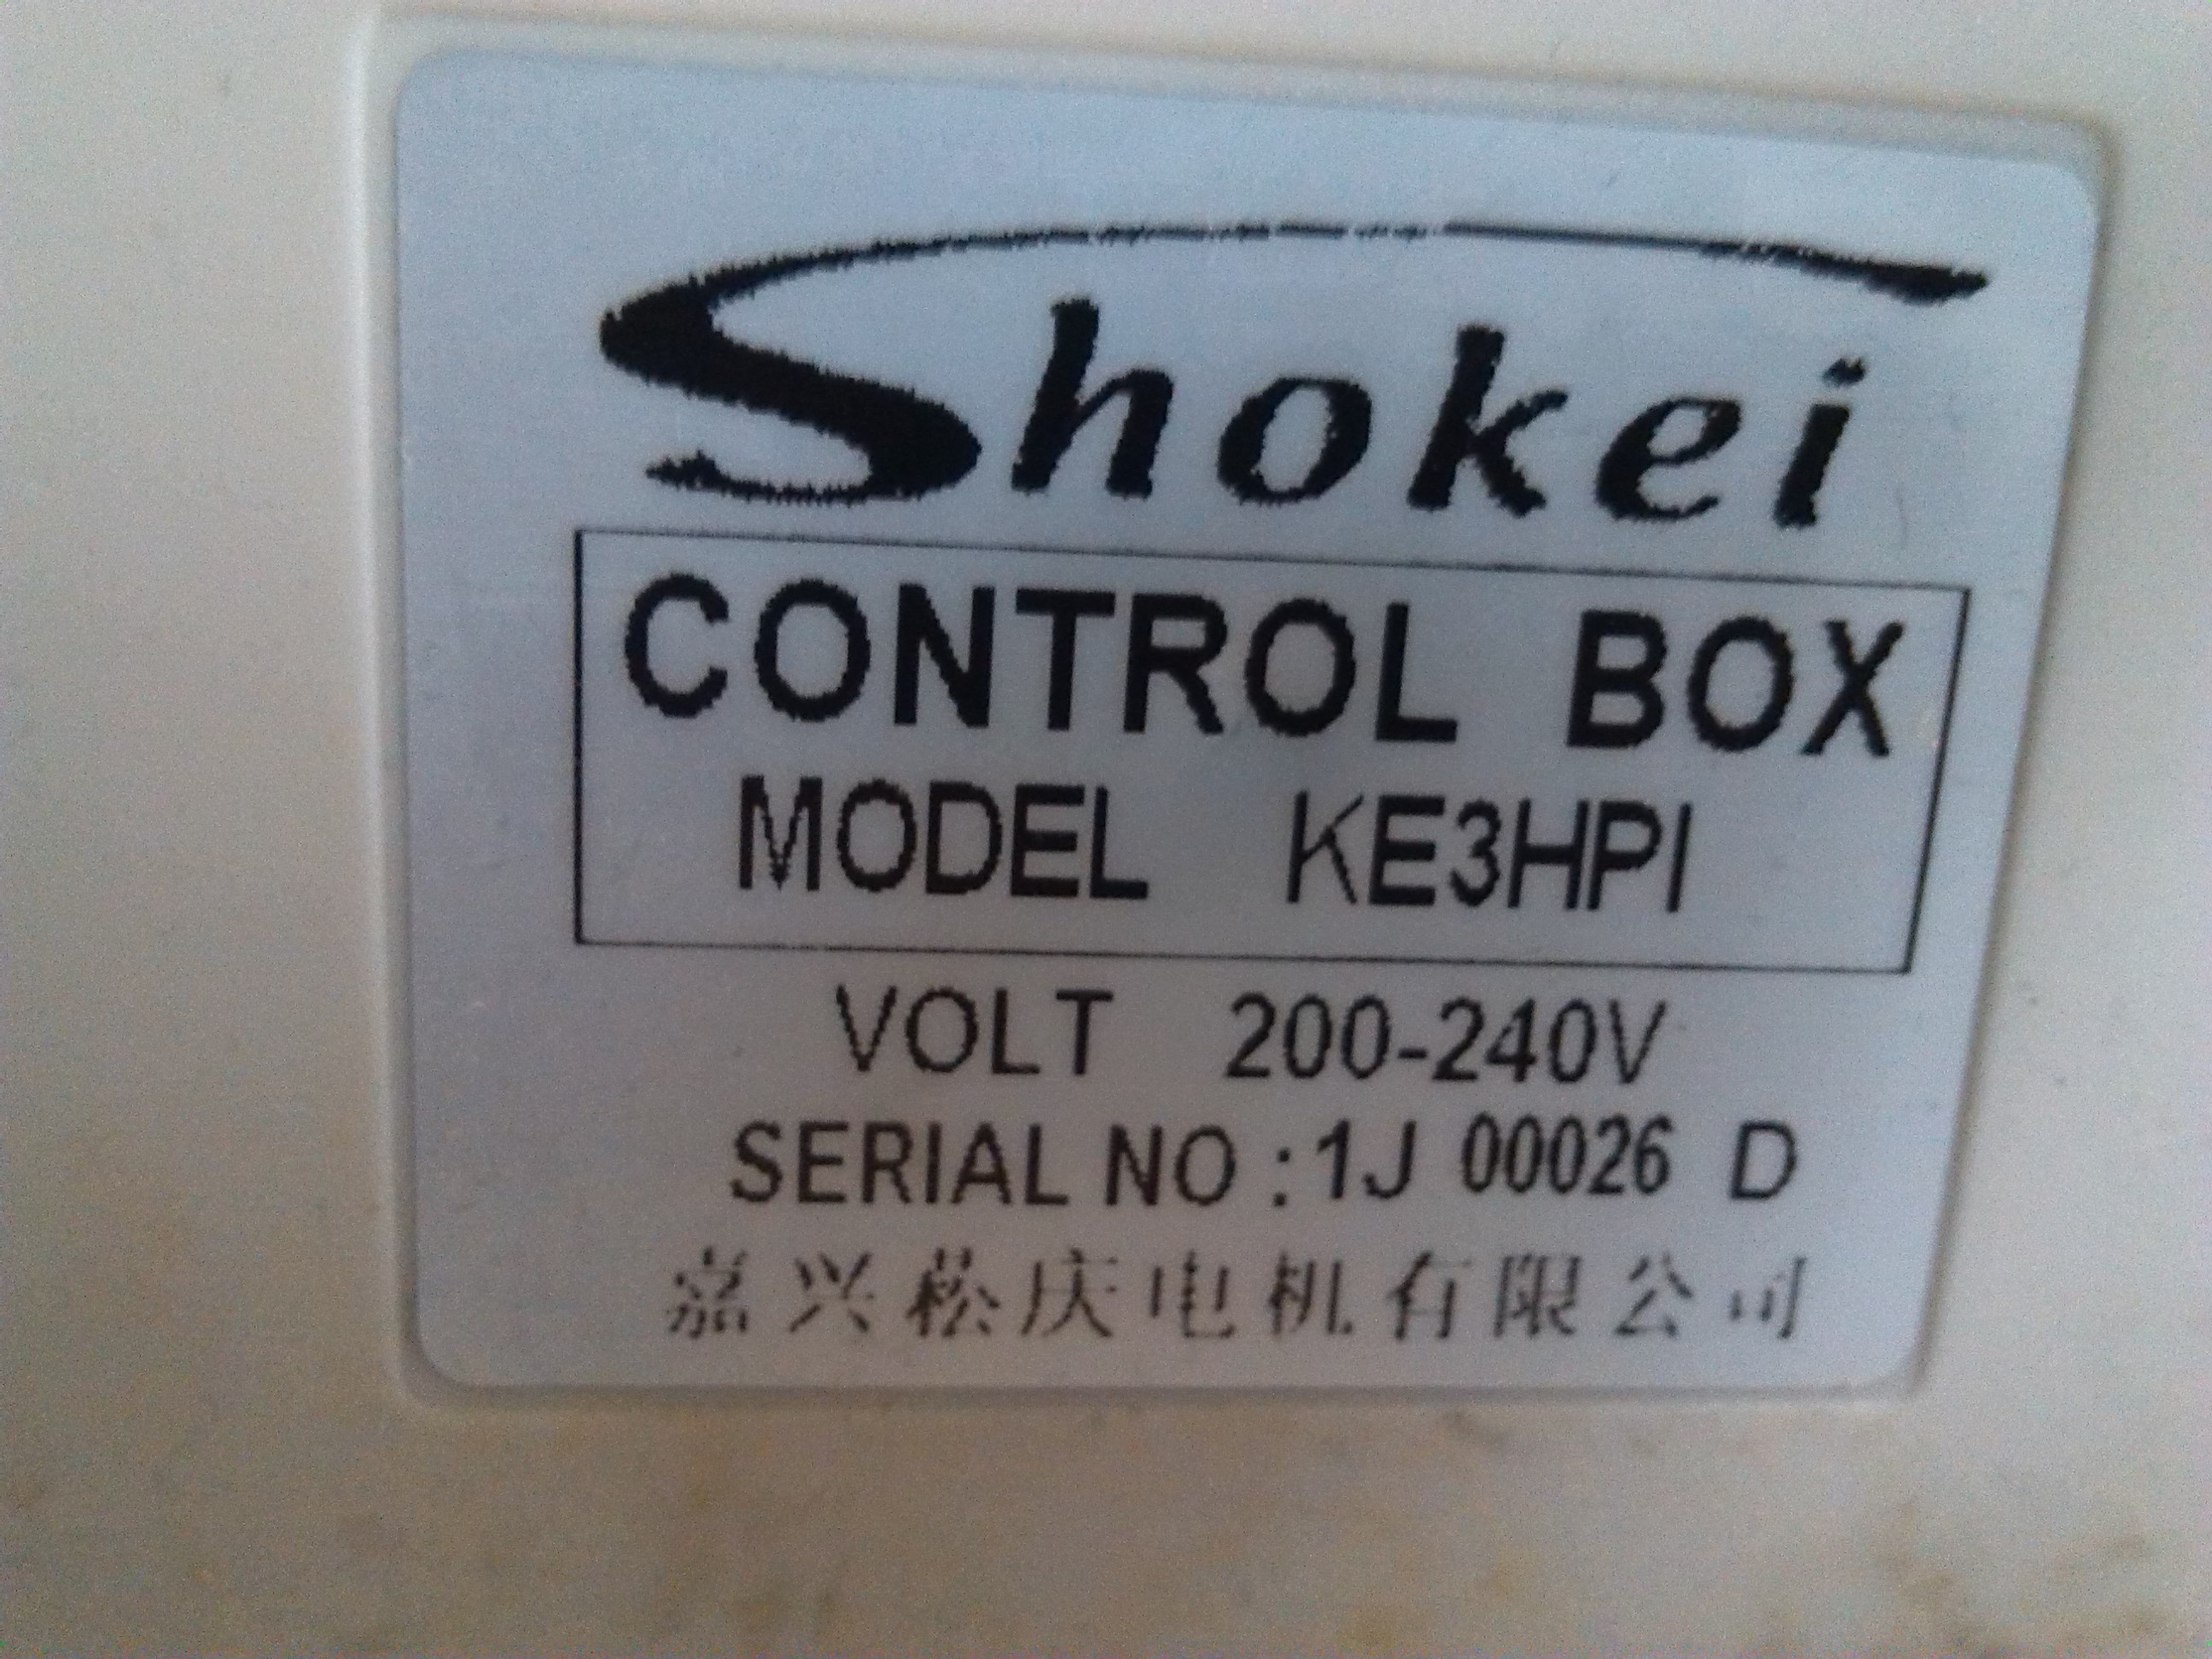 Shokei
CONTROL BOX
MODEL KE3HPI
VOLT 200-240V
SERIAL NO : 1J 00026 D
嘉兴菘庆电机有限公司